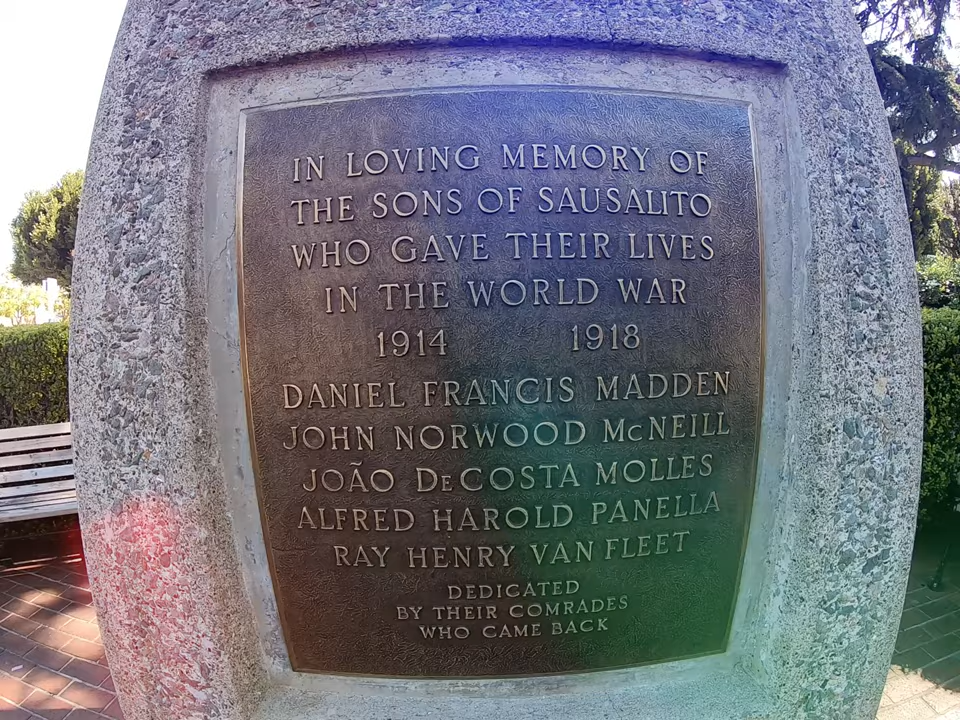 IN LOVING MEMORY OF
THE SONS OF SAUSALITO
WHO GAVE THEIR LIVES
IN THE WORLD WAR
1914 1918
DANIEL FRANCIS MADDEN
JOHN NORWOOD McNEILL
JOÃO DeCOSTA MOLLES
ALFRED HAROLD PANELLA
RAY HENRY VAN FLEET
DEDICATED
BY THEIR COMRADES
WHO CAME BACK